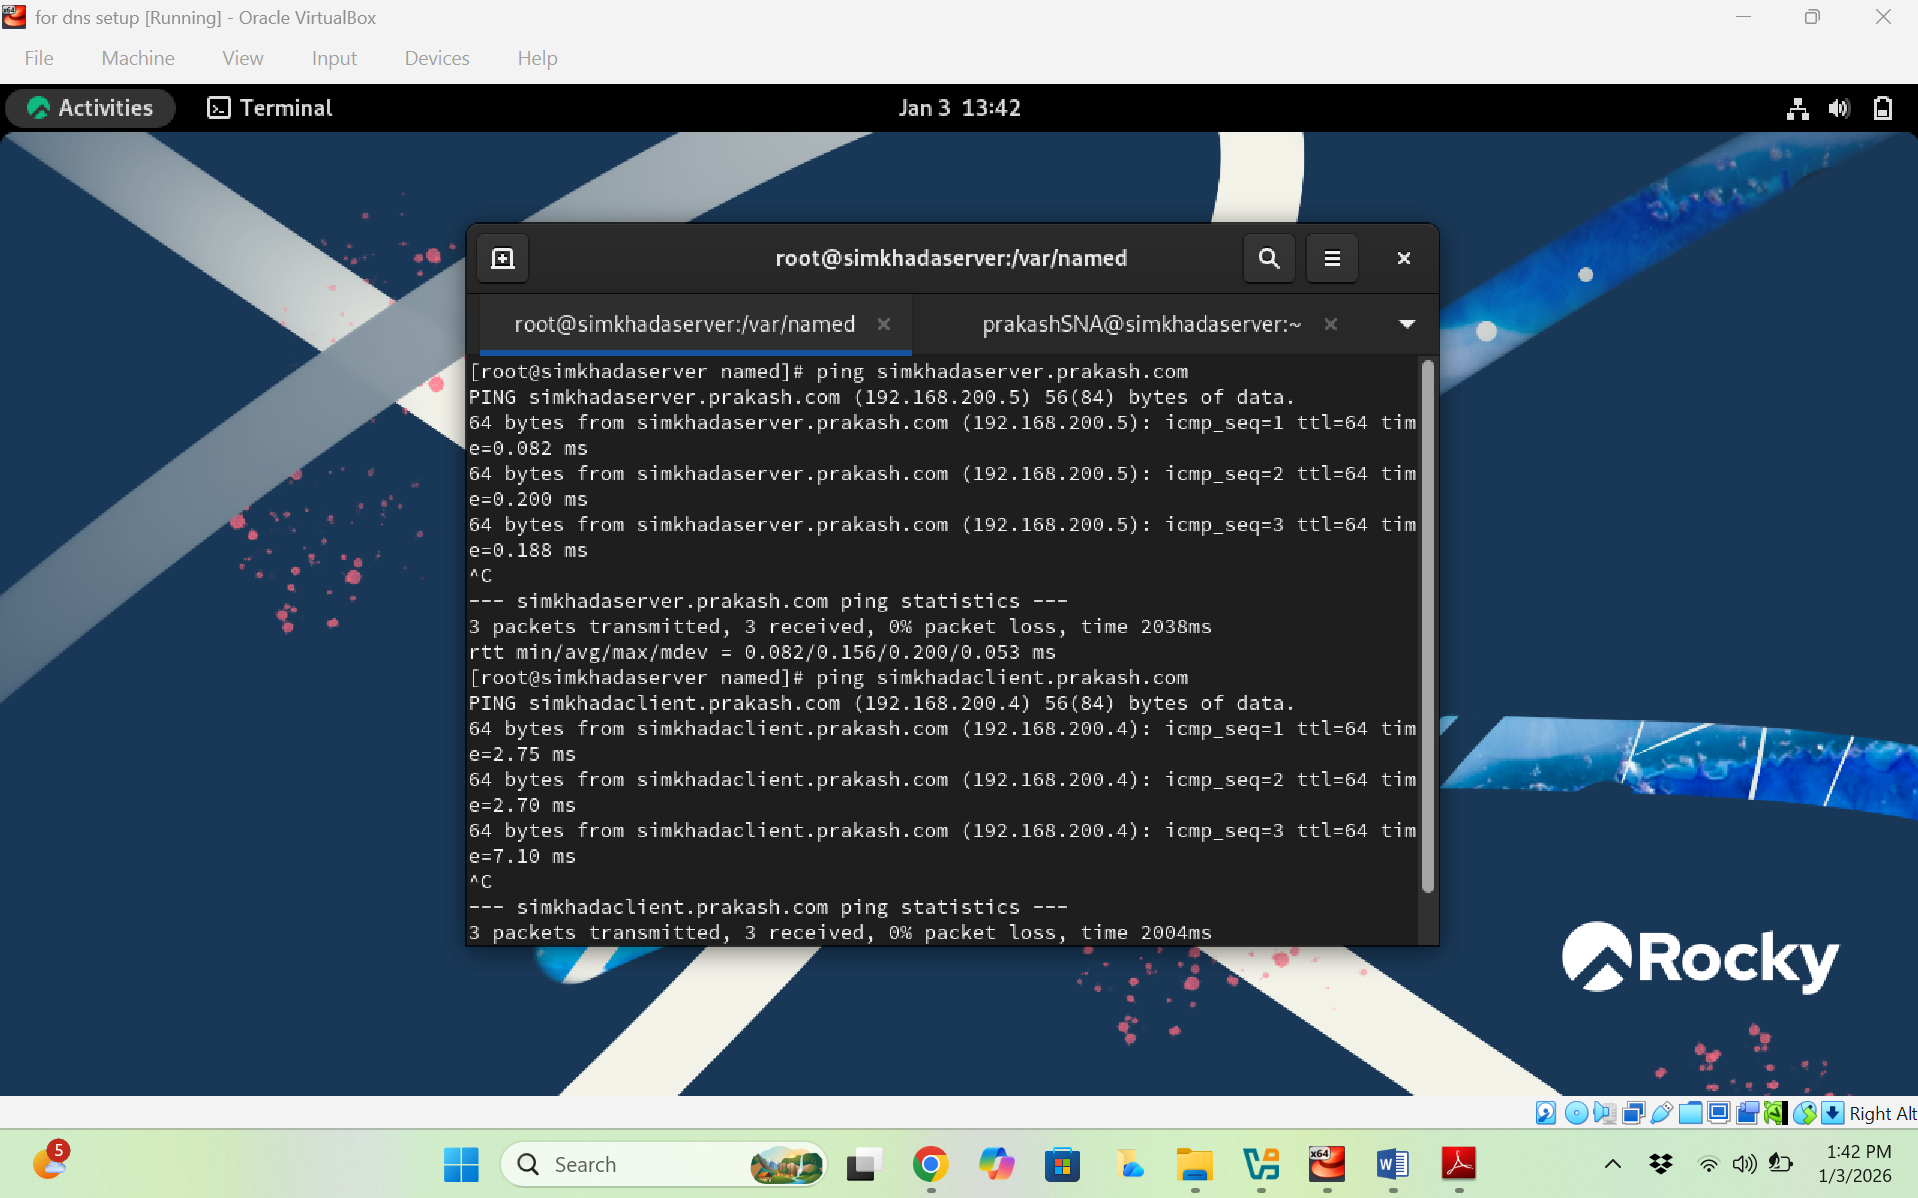 for dns setup [Running] - Oracle VirtualBox
File Machine View Input Devices Help
Activities Terminal Jan 3 13:42
root@simkhadaserver:/var/named
root@simkhadaserver:/var/named prakashSNA@simkhadaserver:~
[root@simkhadaserver named]# ping simkhadaserver.prakash.com
PING simkhadaserver.prakash.com (192.168.200.5) 56(84) bytes of data.
64 bytes from simkhadaserver.prakash.com (192.168.200.5): icmp_seq=1 ttl=64 tim
e=0.082 ms
64 bytes from simkhadaserver.prakash.com (192.168.200.5): icmp_seq=2 ttl=64 tim
e=0.200 ms
64 bytes from simkhadaserver.prakash.com (192.168.200.5): icmp_seq=3 ttl=64 tim
e=0.188 ms
^C
--- simkhadaserver.prakash.com ping statistics ---
3 packets transmitted, 3 received, 0% packet loss, time 2038ms
rtt min/avg/max/mdev = 0.082/0.156/0.200/0.053 ms
[root@simkhadaserver named]# ping simkhadaclient.prakash.com
PING simkhadaclient.prakash.com (192.168.200.4) 56(84) bytes of data.
64 bytes from simkhadaclient.prakash.com (192.168.200.4): icmp_seq=1 ttl=64 tim
e=2.75 ms
64 bytes from simkhadaclient.prakash.com (192.168.200.4): icmp_seq=2 ttl=64 tim
e=2.70 ms
64 bytes from simkhadaclient.prakash.com (192.168.200.4): icmp_seq=3 ttl=64 tim
e=7.10 ms
^C
--- simkhadaclient.prakash.com ping statistics ---
3 packets transmitted, 3 received, 0% packet loss, time 2004ms
Rocky
Right Alt
5
Search
x64
1:42 PM
1/3/2026